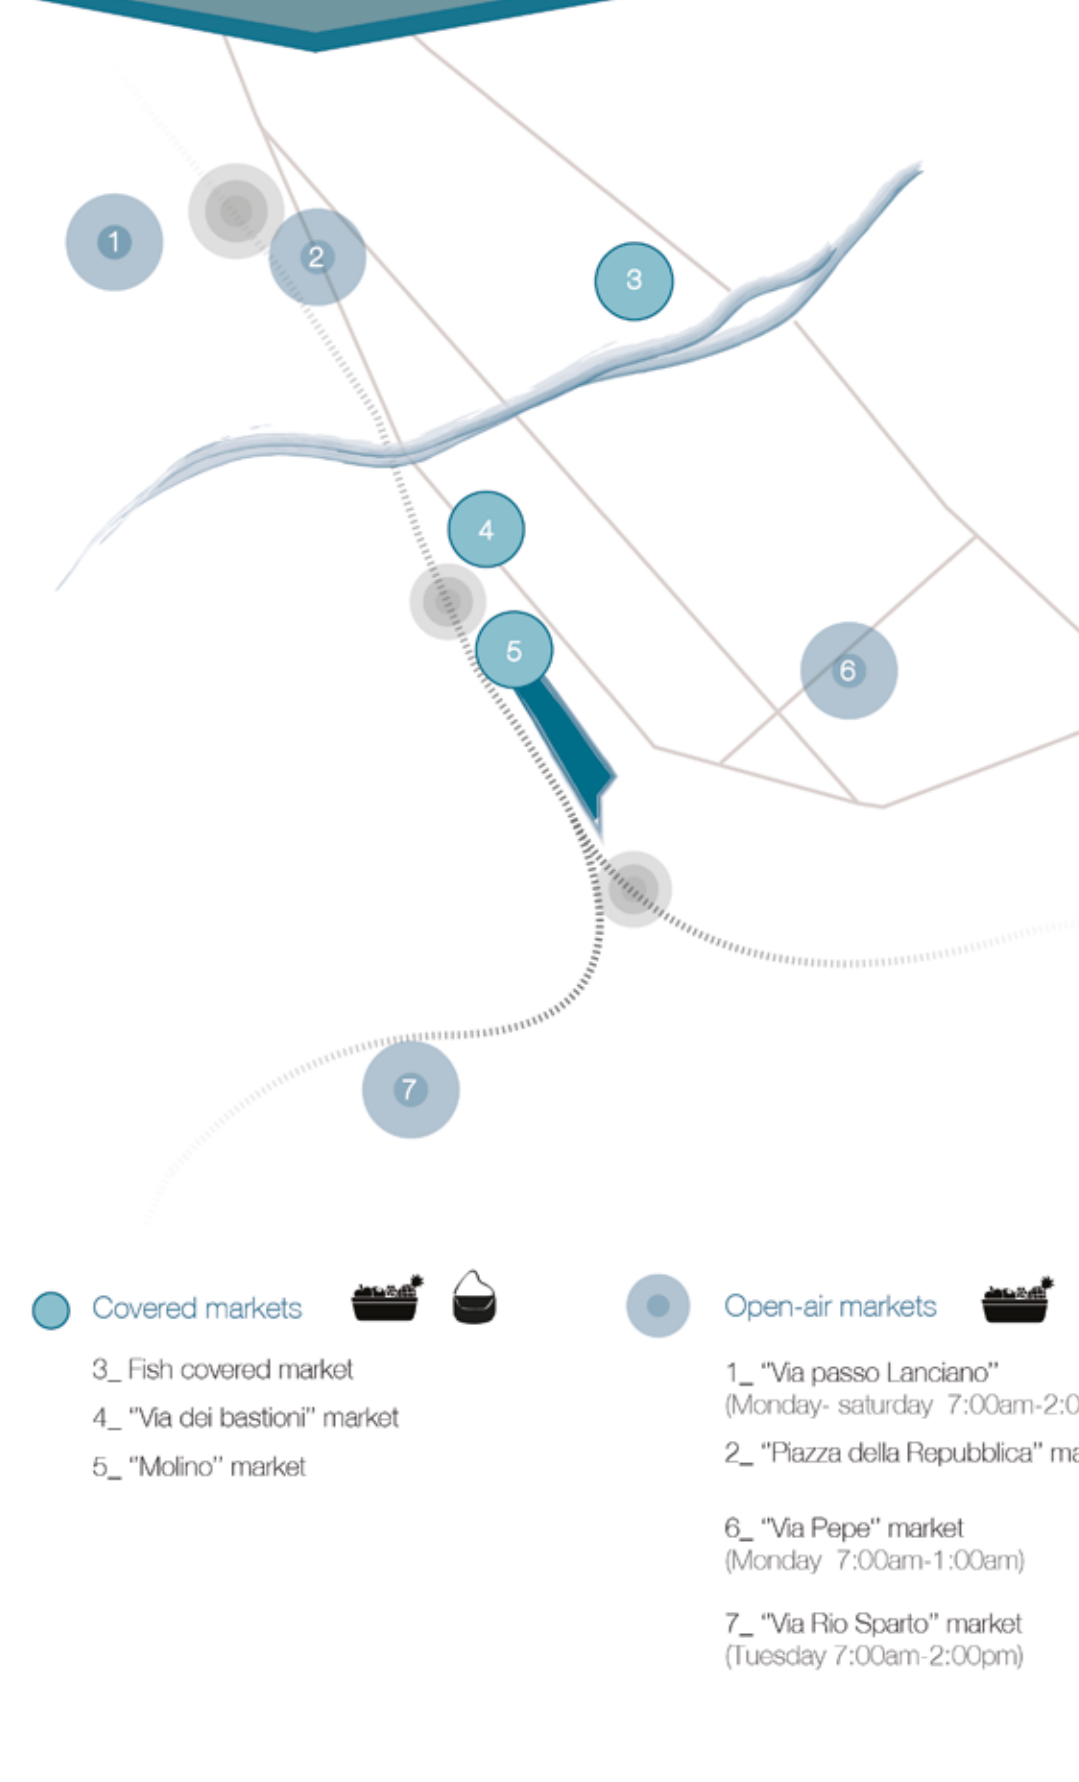 1
2
3
4
5
6
7
Covered markets
3_ Fish covered market
4_ "Via dei bastioni" market
5_ "Molino" market
Open-air markets
1_ "Via passo Lanciano"
(Monday- saturday 7:00am-2:0
2_ "Piazza della Repubblica" ma
6_ "Via Pepe" market
(Monday 7:00am-1:00am)
7_ "Via Rio Sparto" market
(Tuesday 7:00am-2:00pm)